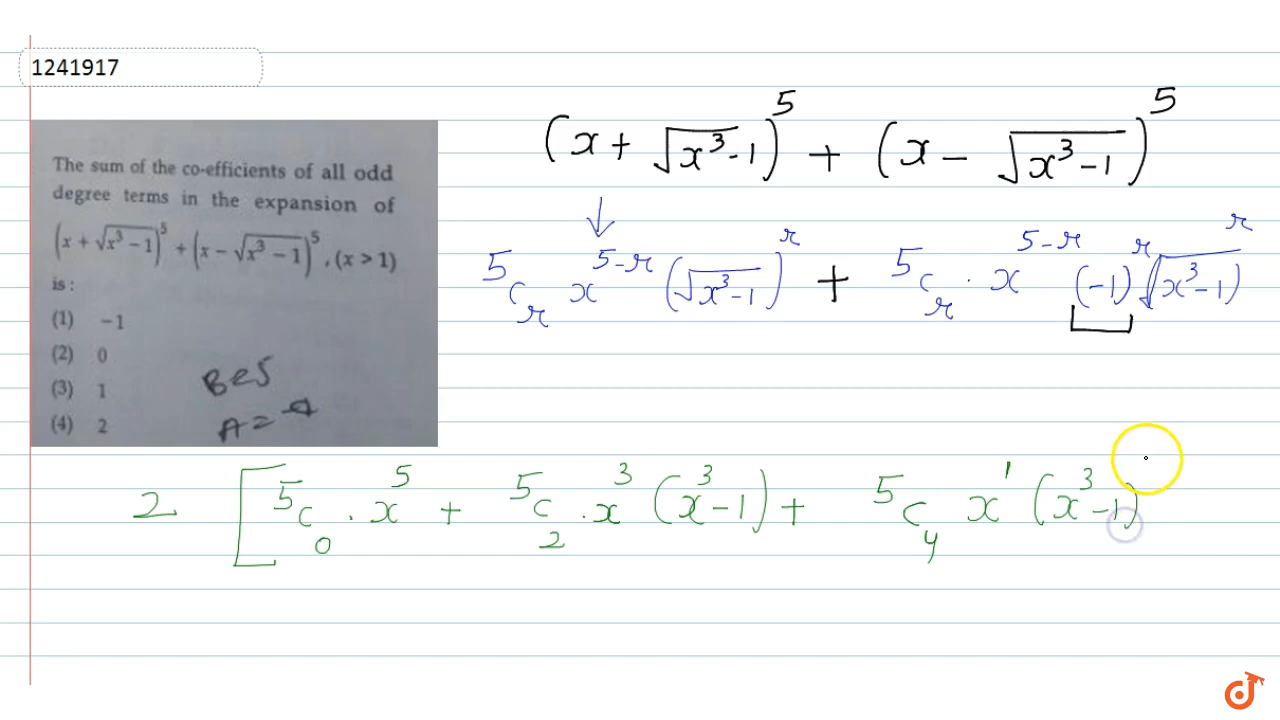 1241917
The sum of the co-efficients of all odd
degree terms in the expansion of
(x + √(x³ − 1))⁵ + (x − √(x³ − 1))⁵ , (x > 1)
is :
(1) −1
(2) 0
(3) 1
(4) 2
(x + √(x³-1))⁵ + (x − √(x³−1))⁵
⁵Cᵣ x⁵⁻ʳ (√(x³-1))ʳ + ⁵Cᵣ . x⁵⁻ʳ (-1)ʳ (√(x³-1))ʳ
2 [⁵C₀ . x⁵ + ⁵C₂ . x³ (x³-1) + ⁵C₄ x¹ (x³-1)